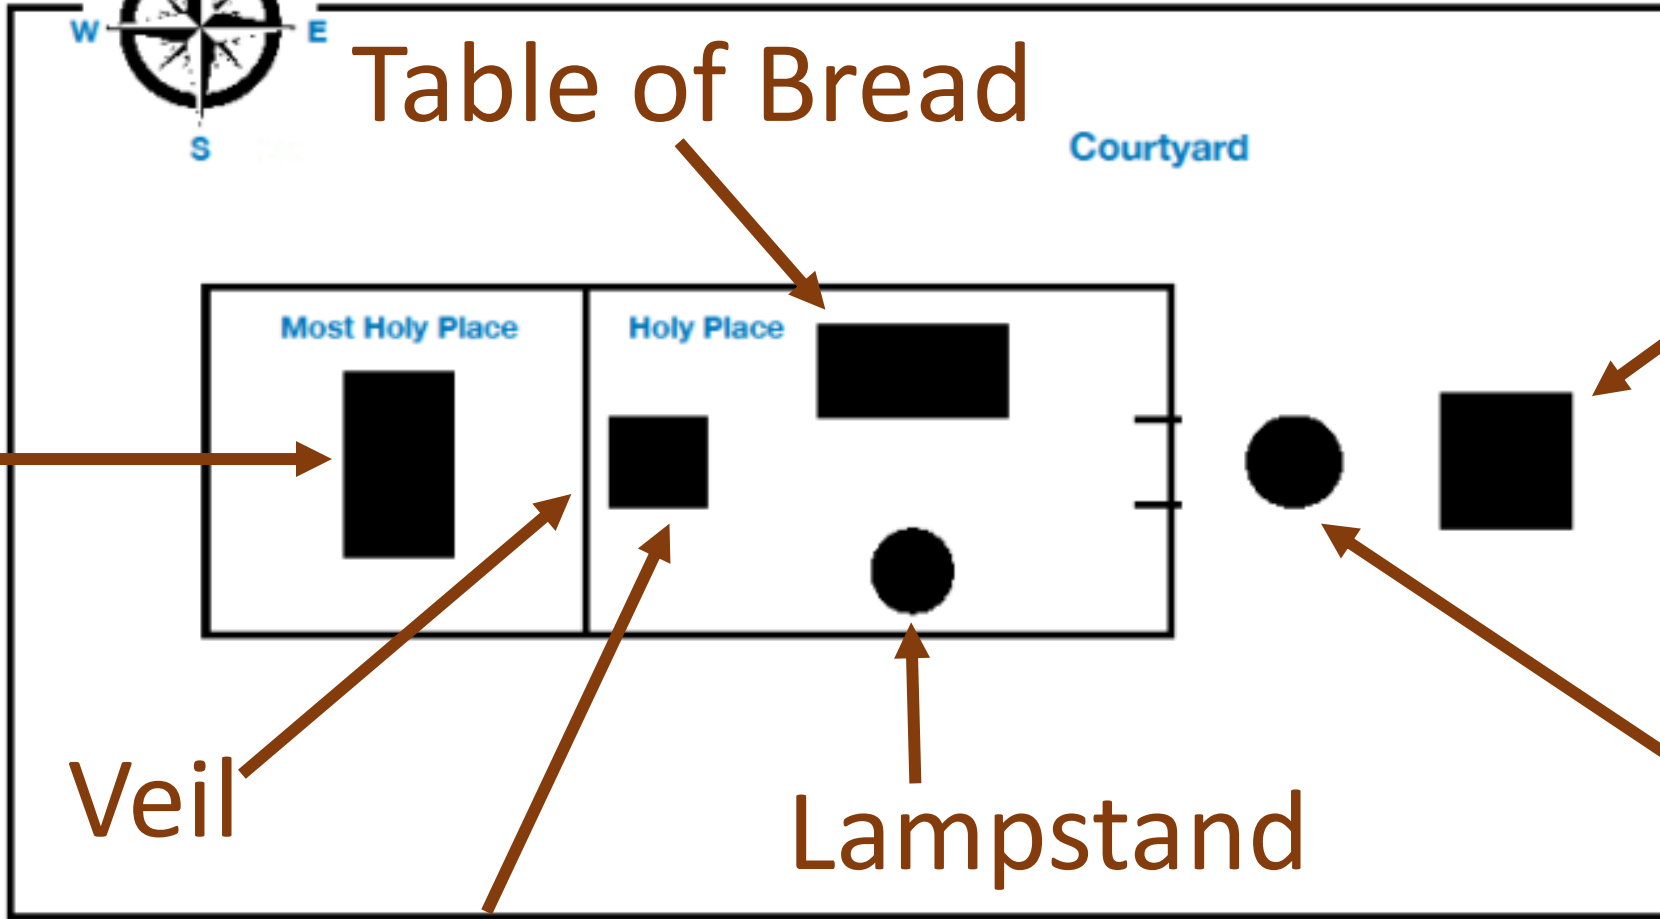 W
E
Table of Bread
S
Courtyard
Most Holy Place
Holy Place
Veil
Lampstand